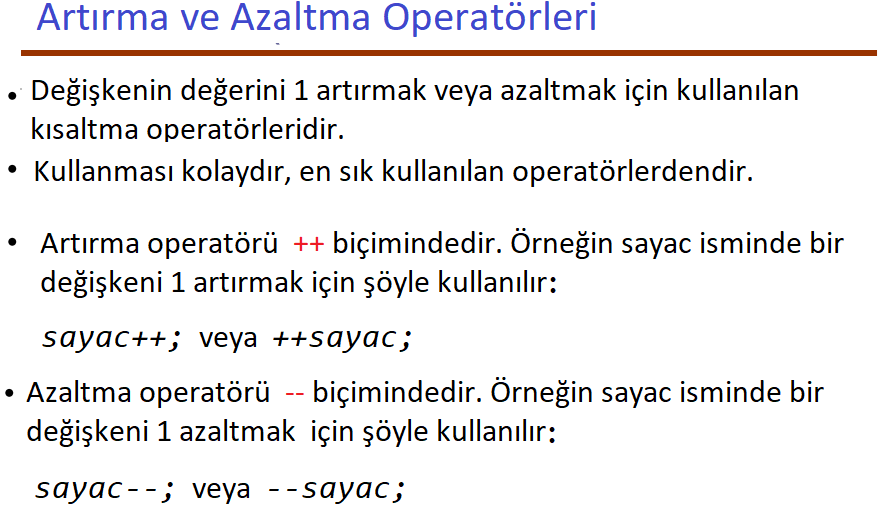 Artırma ve Azaltma Operatörleri
• Değişkenin değerini 1 artırmak veya azaltmak için kullanılan
kısaltma operatörleridir.
• Kullanması kolaydır, en sık kullanılan operatörlerdendir.
• Artırma operatörü ++ biçimindedir. Örneğin sayac isminde bir
değişkeni 1 artırmak için şöyle kullanılır:
sayac++; veya ++sayac;
• Azaltma operatörü -- biçimindedir. Örneğin sayac isminde bir
değişkeni 1 azaltmak için şöyle kullanılır:
sayac--; veya --sayac;